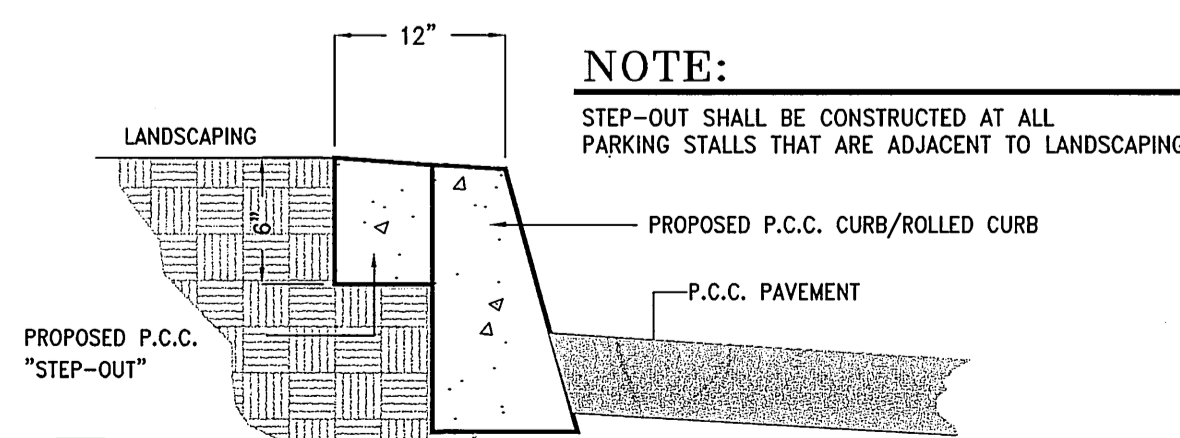 12"
NOTE:
STEP-OUT SHALL BE CONSTRUCTED AT ALL
PARKING STALLS THAT ARE ADJACENT TO LANDSCAPING
LANDSCAPING
6"
PROPOSED P.C.C. CURB/ROLLED CURB
P.C.C. PAVEMENT
PROPOSED P.C.C.
"STEP-OUT"